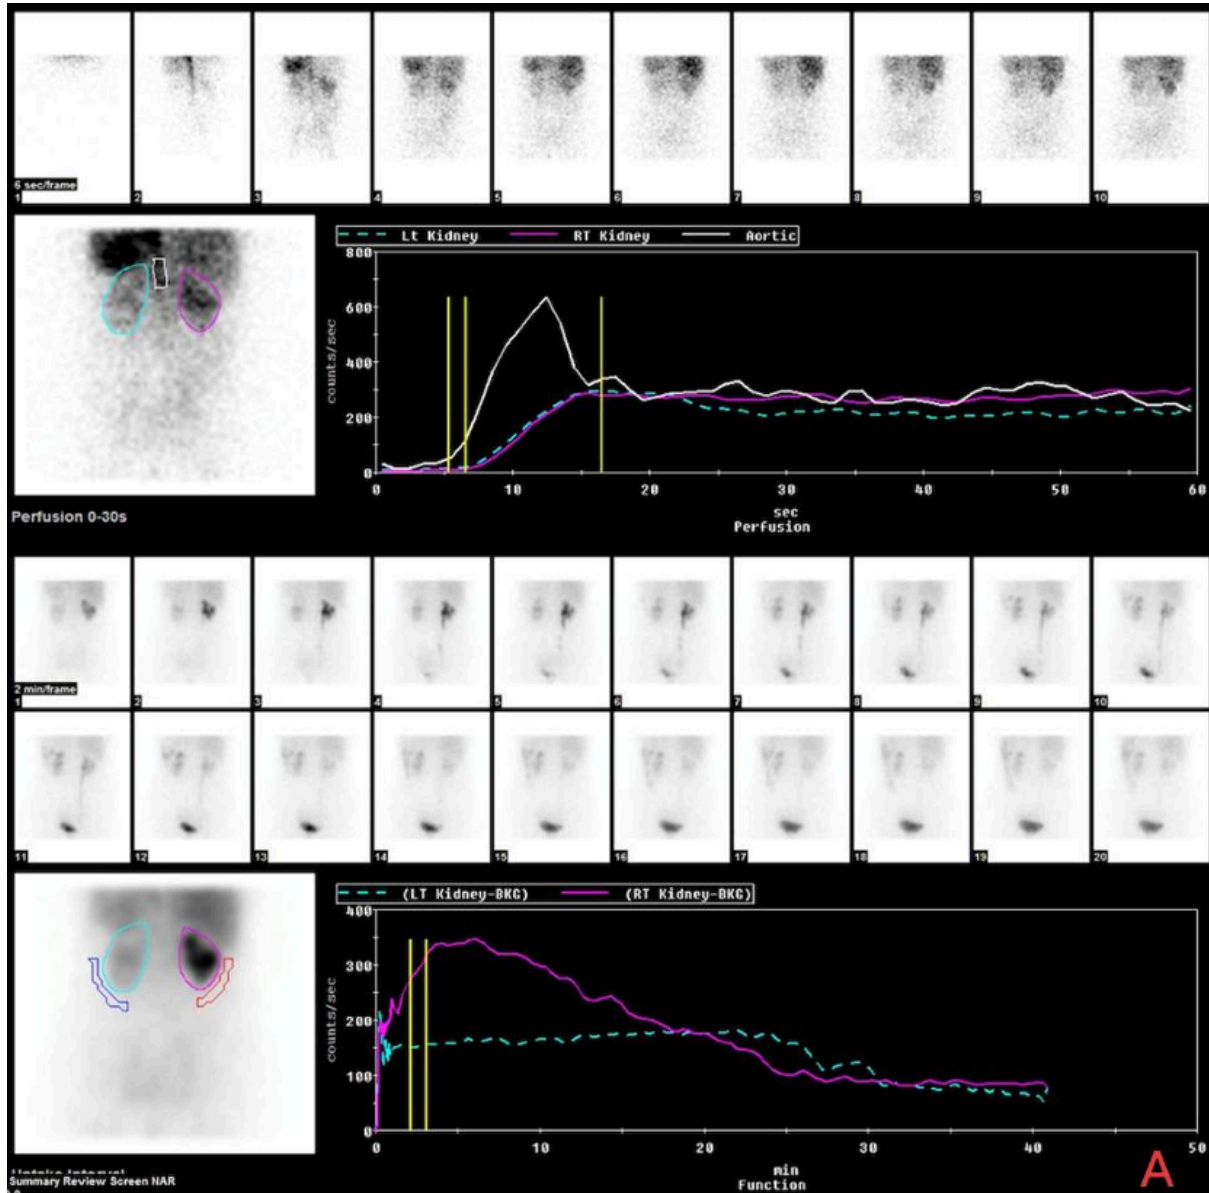 6 sec/frame
1 2 3 4 5 6 7 8 9 10
Lt Kidney RT Kidney Aortic
800
600
400
200
0
counts/sec
0 10 20 30 40 50 60
sec
Perfusion
Perfusion 0-30s
2 min/frame
1 2 3 4 5 6 7 8 9 10
11 12 13 14 15 16 17 18 19 20
(LT Kidney-BKG) (RT Kidney-BKG)
400
300
200
100
0
counts/sec
0 10 20 30 40 50
min
Function
Summary Review Screen NAR
A